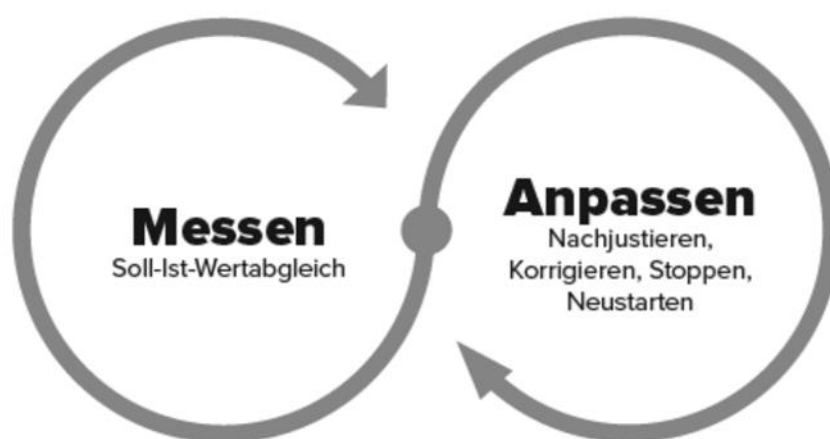 Messen
Soll-Ist-Wertabgleich
Anpassen
Nachjustieren,
Korrigieren, Stoppen,
Neustarten